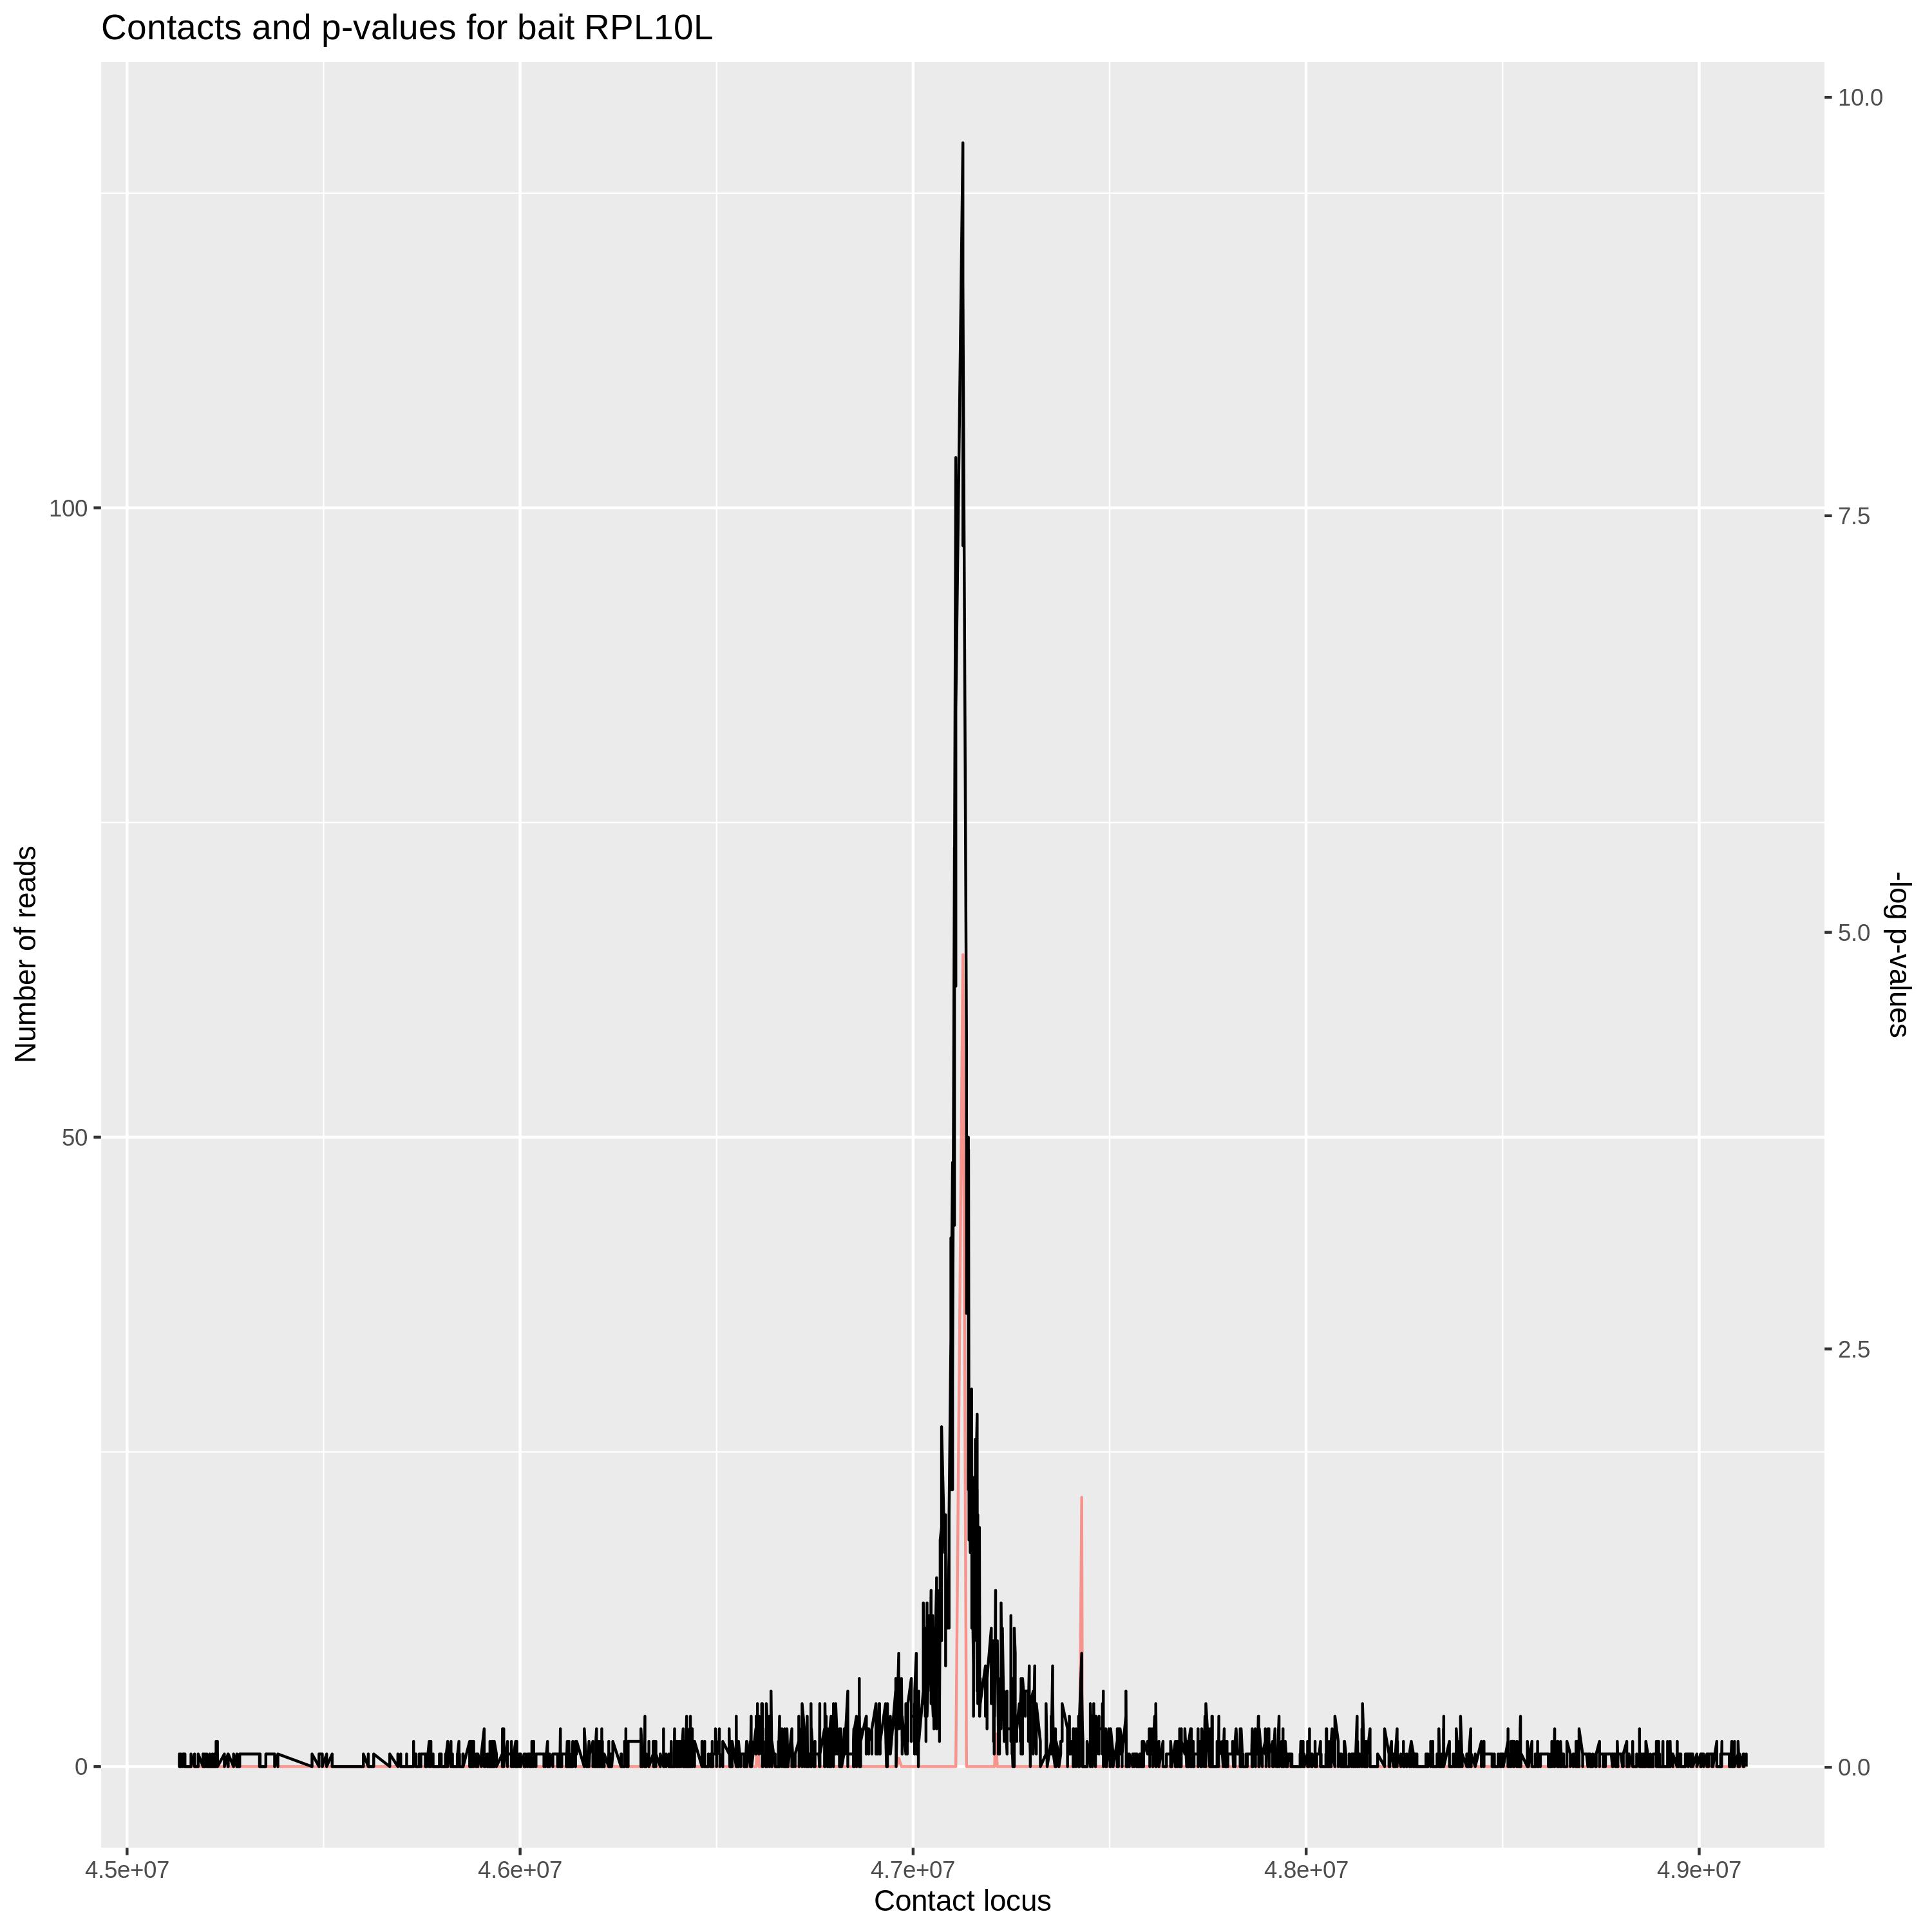 Contacts and p-values for bait RPL10L
Number of reads
100
50
0
10.0
7.5
5.0
2.5
0.0
-log p-values
4.5e+07
4.6e+07
4.7e+07
4.8e+07
4.9e+07
Contact locus